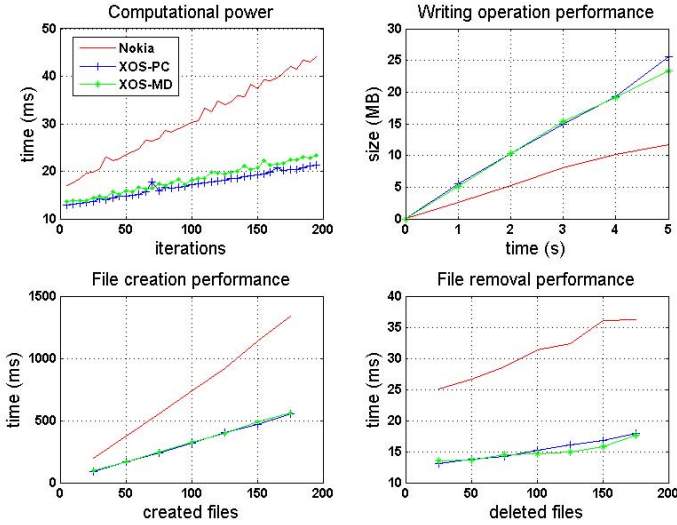 Computational power
50
40
30
20
10
0 50 100 150 200
time (ms)
iterations
Nokia
XOS-PC
XOS-MD
Writing operation performance
30
25
20
15
10
5
0
0 1 2 3 4 5
size (MB)
time (s)
File creation performance
1500
1000
500
0
0 50 100 150 200
time (ms)
created files
File removal performance
40
35
30
25
20
15
10
0 50 100 150 200
time (ms)
deleted files